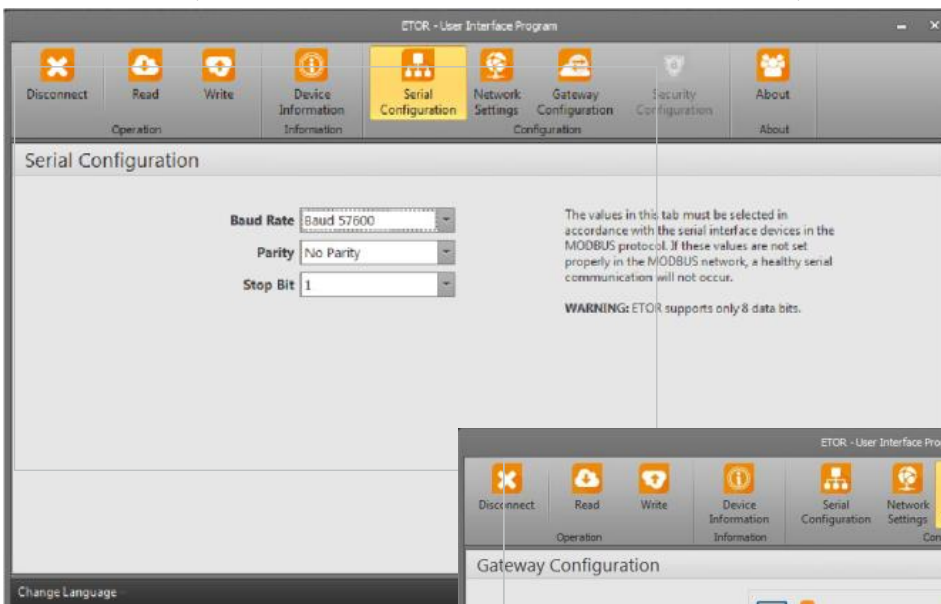 ETOR - User Interface Program
Disconnect
Read
Write
Device
Information
Serial
Configuration
Network
Settings
Gateway
Configuration
Security
Configuration
About
Operation
Information
Configuration
About
Serial Configuration
Baud Rate
Baud 57600
Parity
No Parity
Stop Bit
1
The values in this tab must be selected in
accordance with the serial interface devices in the
MODBUS protocol. If these values are not set
properly in the MODBUS network, a healthy serial
communication will not occur.
WARNING: ETOR supports only 8 data bits.
Change Language
ETOR - User Interface Pro
Disconnect
Read
Write
Device
Information
Serial
Configuration
Network
Settings
Operation
Information
Con
Gateway Configuration